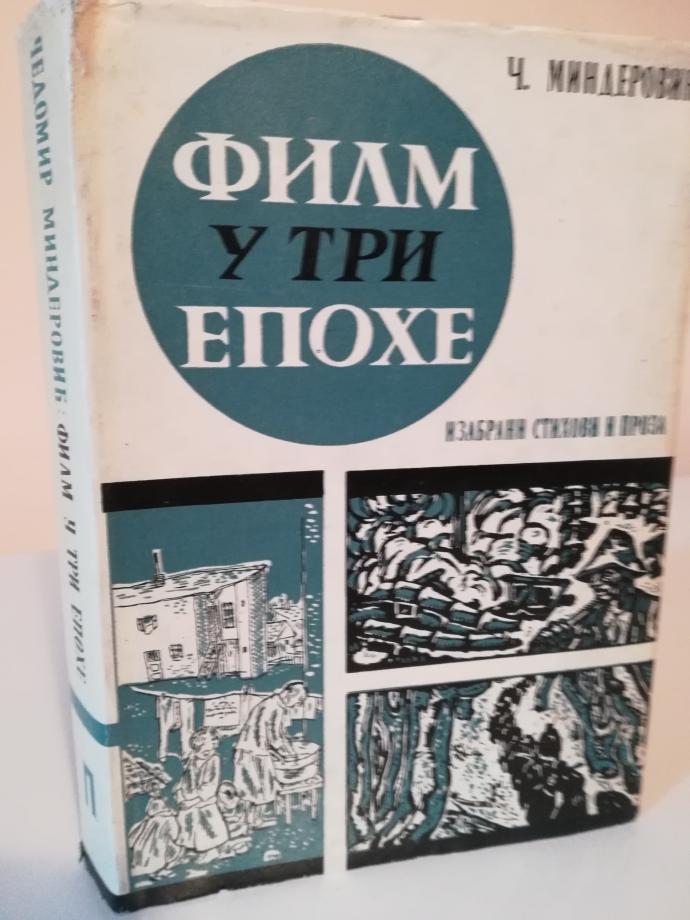 Ч. МИНДЕРОВИЋ
ФИЛМ
У ТРИ
ЕПОХЕ
ИЗАБРАНИ СТИХОВИ И ПРОЗА
ЧЕДОМИР МИНДЕРОВИЋ: ФИЛМ У ТРИ ЕПОХЕ
П